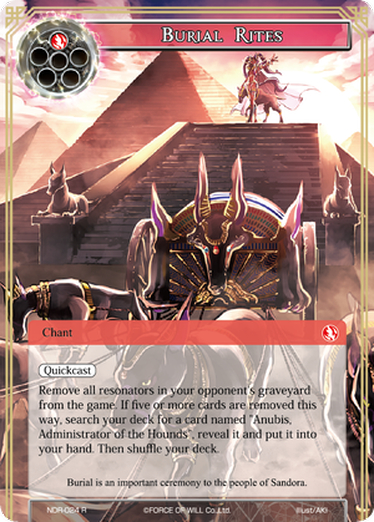 Burial Rites
Chant
Quickcast
Remove all resonators in your opponent's graveyard
from the game. If five or more cards are removed this
way, search your deck for a card named "Anubis,
Administrator of the Hounds", reveal it and put it into
your hand. Then shuffle your deck.
Burial is an important ceremony to the people of Sandora.
NDR-024 R ©FORCE OF WILL Co.,Ltd. Illust/AKI